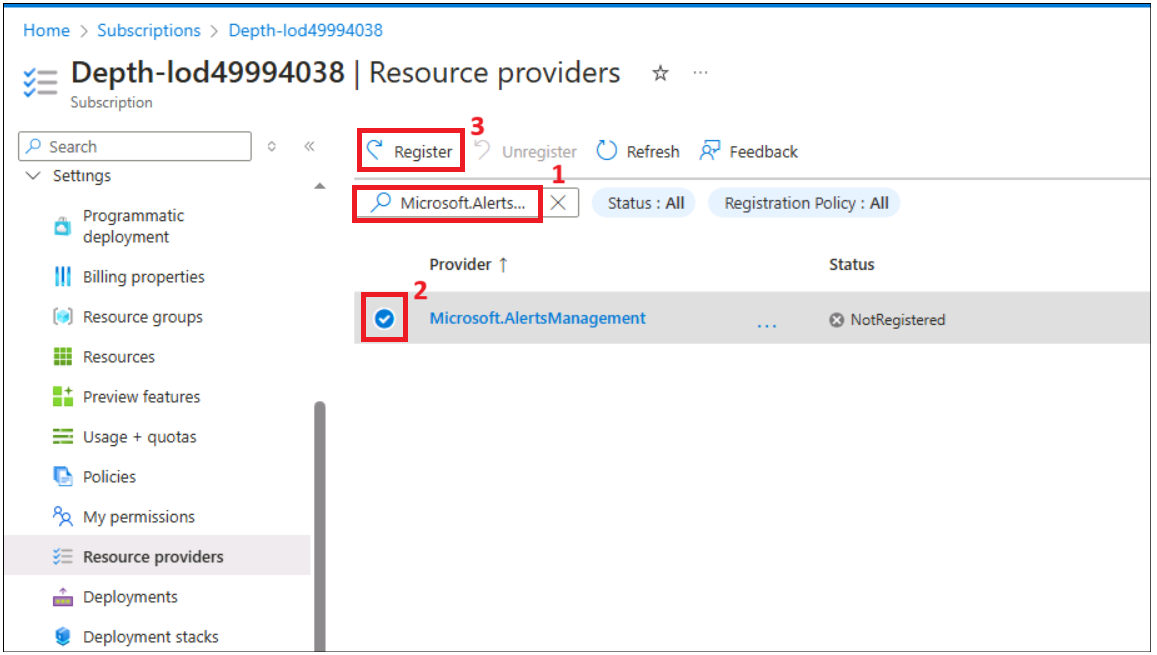 Home > Subscriptions > Depth-lod49994038
Depth-lod49994038 | Resource providers
Subscription
Search
Settings
Programmatic
deployment
Billing properties
Resource groups
Resources
Preview features
Usage + quotas
Policies
My permissions
Resource providers
Deployments
Deployment stacks
3
Register Unregister Refresh Feedback
1
Microsoft.Alerts... Status : All Registration Policy : All
Provider ↑ Status
2
Microsoft.AlertsManagement ... NotRegistered